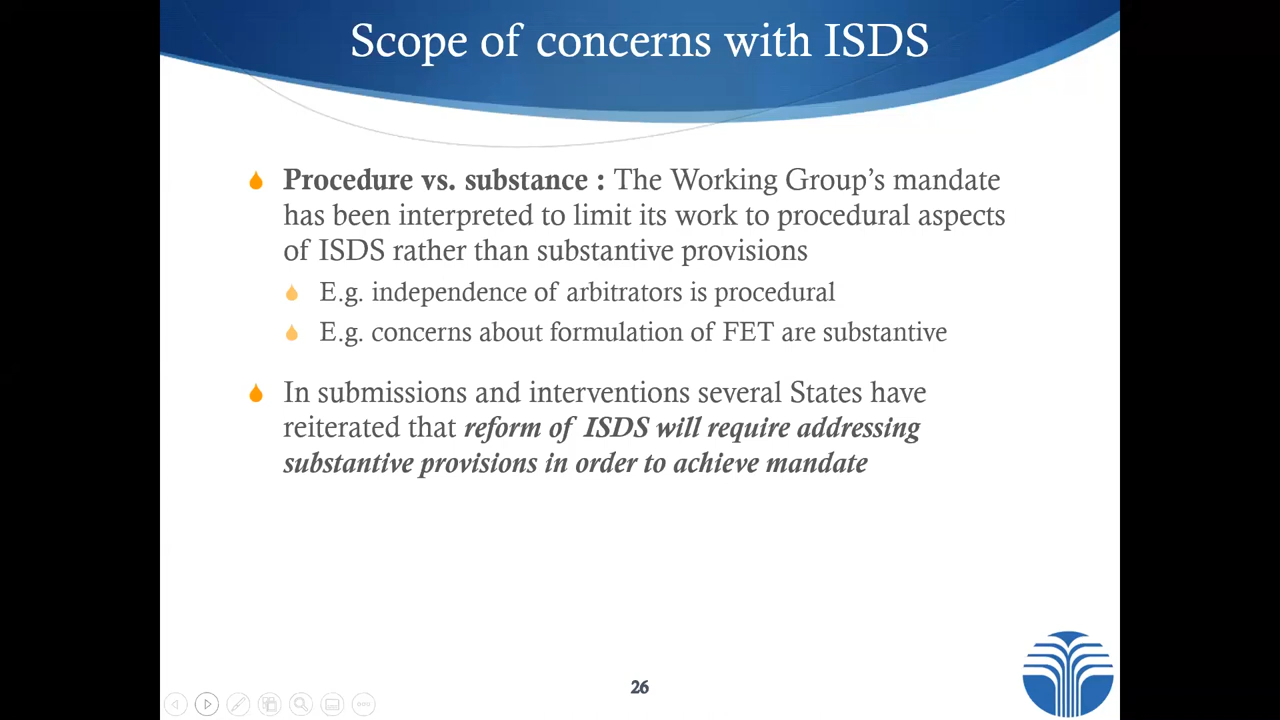 Scope of concerns with ISDS
Procedure vs. substance : The Working Group’s mandate
has been interpreted to limit its work to procedural aspects
of ISDS rather than substantive provisions
E.g. independence of arbitrators is procedural
E.g. concerns about formulation of FET are substantive
In submissions and interventions several States have
reiterated that reform of ISDS will require addressing
substantive provisions in order to achieve mandate
26